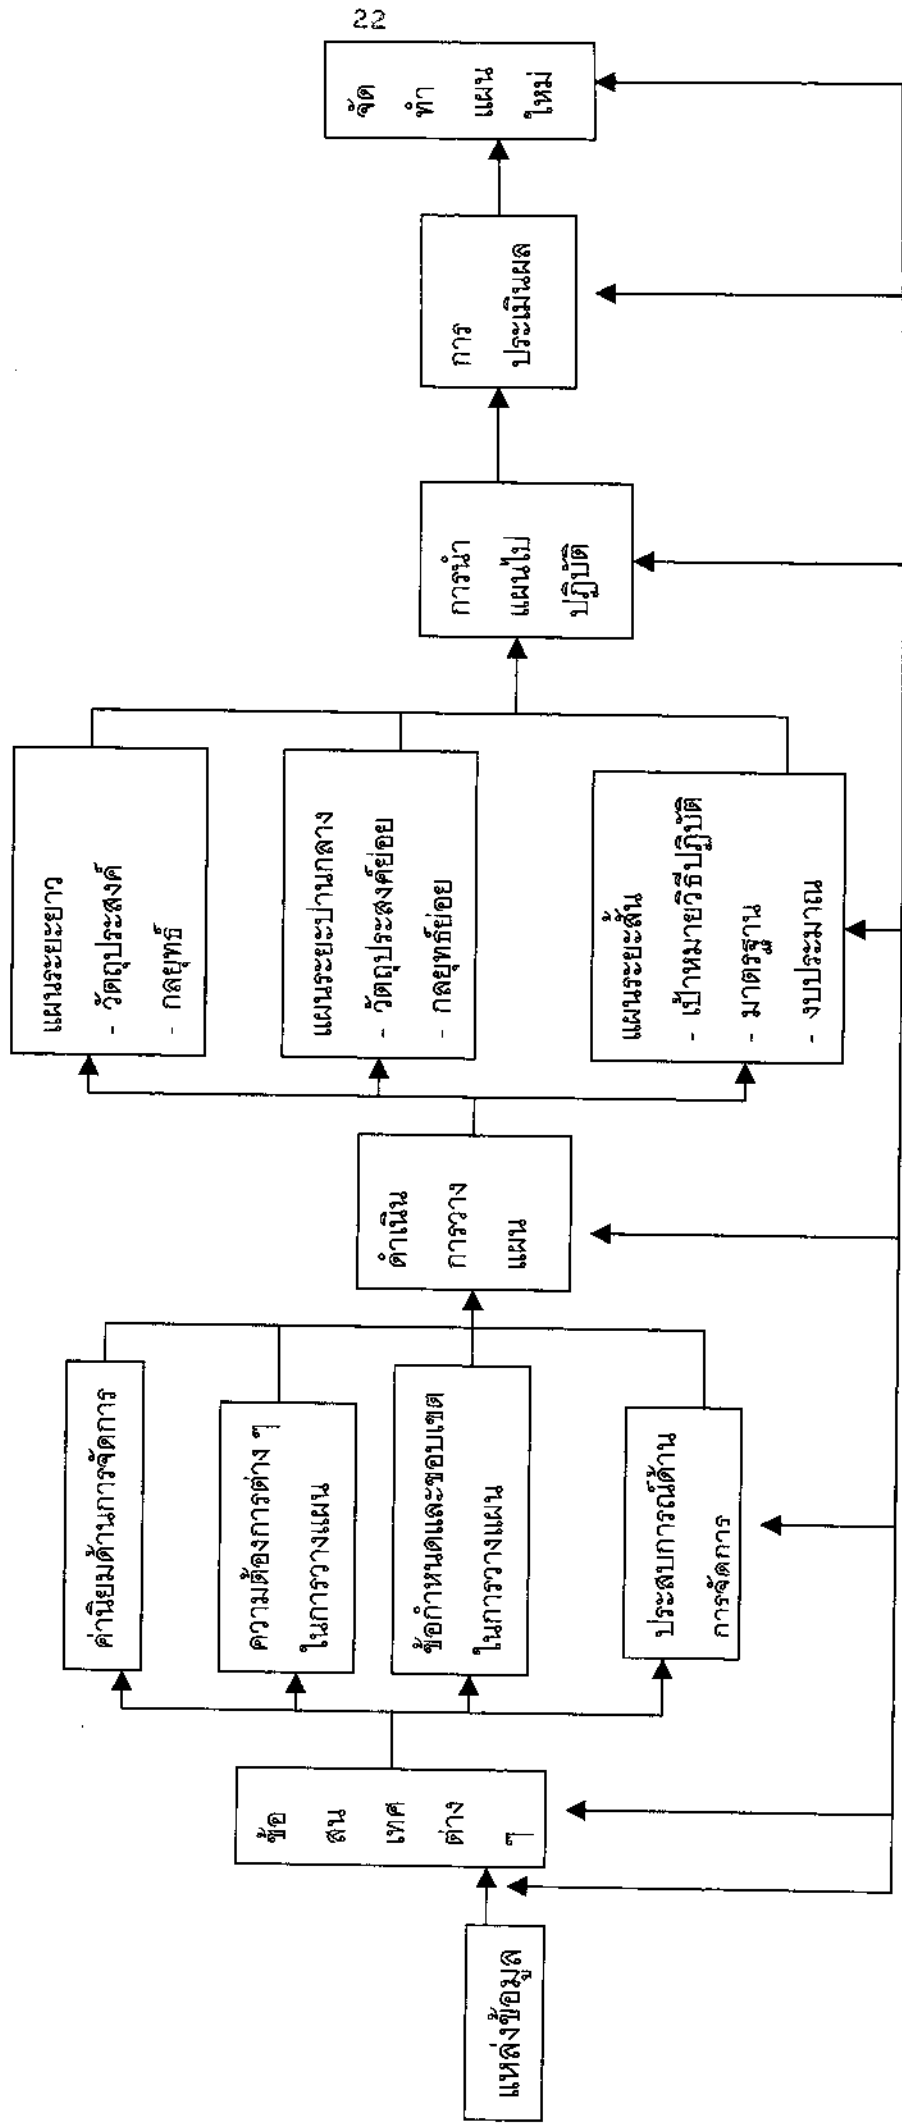 22
แหล่งข้อมูล
ข้อ
สน
เทศ
ต่าง
ๆ
ค่านิยมด้านการจัดการ
ความต้องการต่าง ๆ
ในการวางแผน
ข้อกำหนดและขอบเขต
ในการวางแผน
ประสบการณ์ด้าน
การจัดการ
ดำเนิน
การวาง
แผน
แผนระยะยาว
- วัตถุประสงค์
- กลยุทธ์
แผนระยะปานกลาง
- วัตถุประสงค์ย่อย
- กลยุทธ์ย่อย
แผนระยะสั้น
- เป้าหมายวิธีปฏิบัติ
- มาตรฐาน
- งบประมาณ
การนำ
แผนไป
ปฏิบัติ
การ
ประเมินผล
จัด
ทำ
แผน
ใหม่